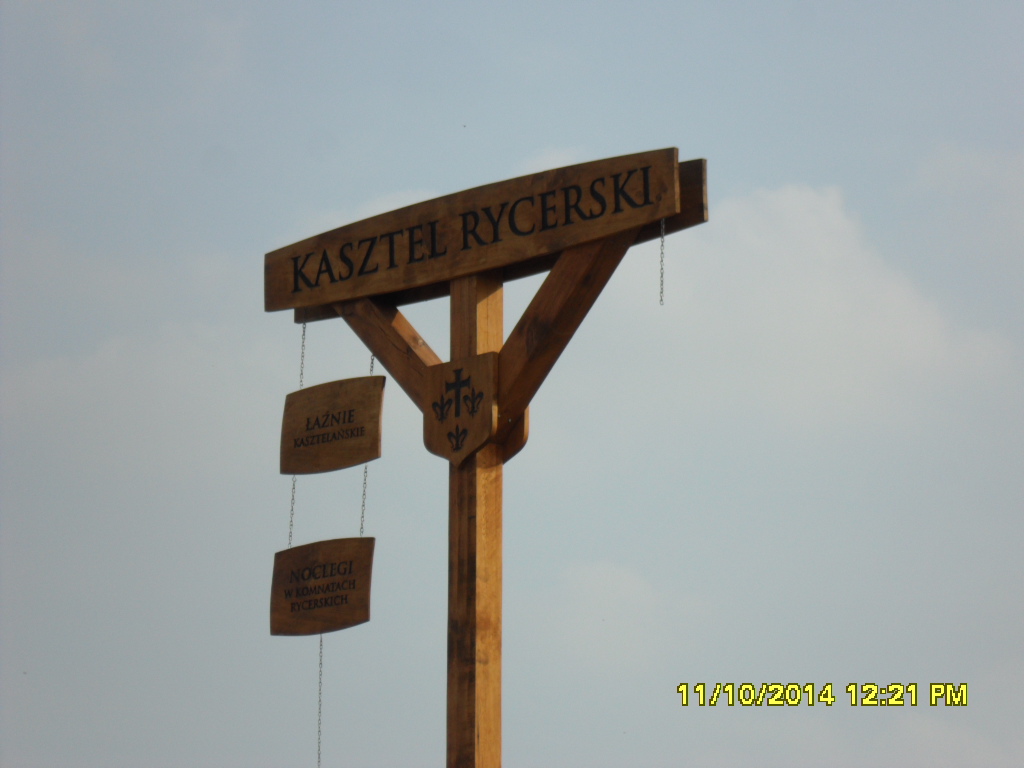 KASZTEL RYCERSKI
ŁAŹNIE
KASZTELAŃSKIE
NOCLEGI
W KOMNATACH
RYCERSKICH
11/10/2014 12:21 PM